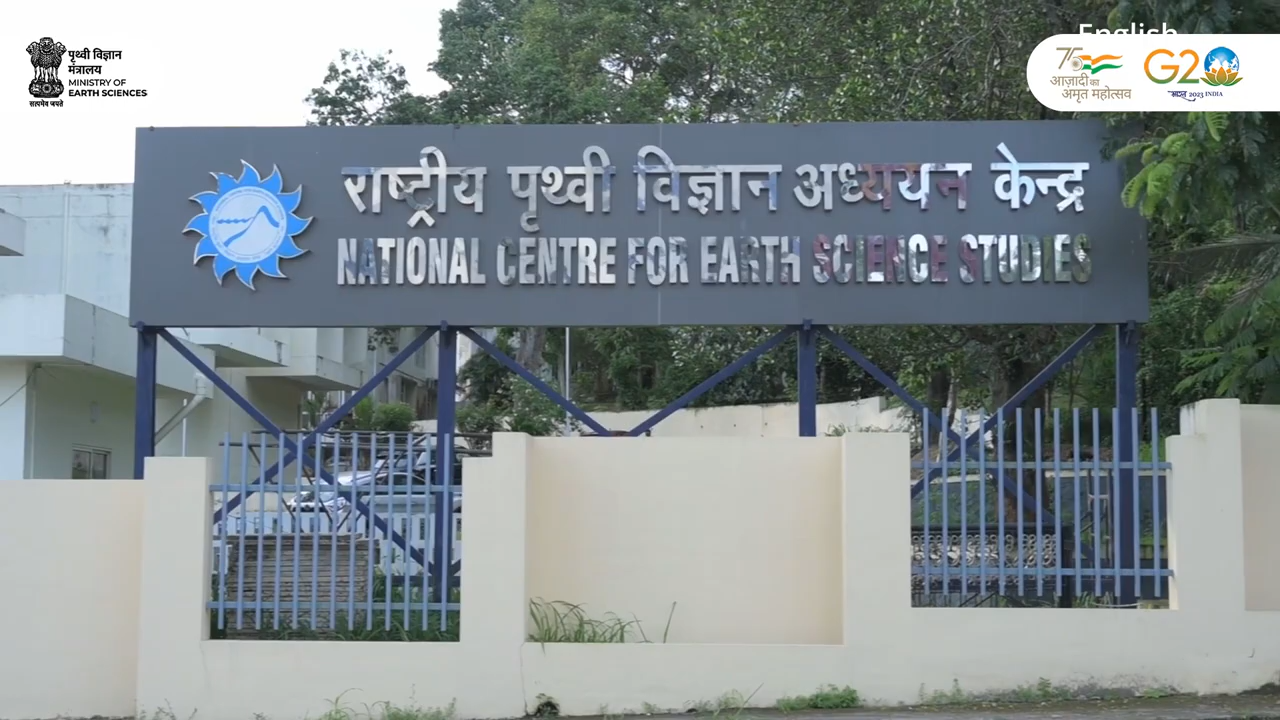 पृथ्वी विज्ञान
मंत्रालय
MINISTRY OF
EARTH SCIENCES
सत्यमेव जयते
English
75
आज़ादी का
अमृत महोत्सव
G20
भारत 2023 INDIA
राष्ट्रीय पृथ्वी विज्ञान अध्ययन केन्द्र
NATIONAL CENTRE FOR EARTH SCIENCE STUDIES